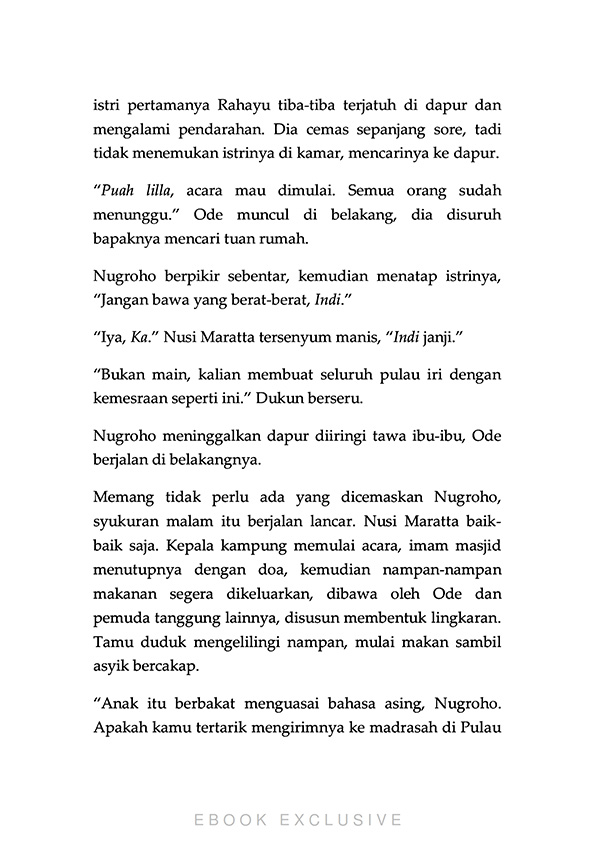 istri pertamanya Rahayu tiba-tiba terjatuh di dapur dan
mengalami pendarahan. Dia cemas sepanjang sore, tadi
tidak menemukan istrinya di kamar, mencarinya ke dapur.
“Puah lilla, acara mau dimulai. Semua orang sudah
menunggu.” Ode muncul di belakang, dia disuruh
bapaknya mencari tuan rumah.
Nugroho berpikir sebentar, kemudian menatap istrinya,
“Jangan bawa yang berat-berat, Indi.”
“Iya, Ka.” Nusi Maratta tersenyum manis, “Indi janji.”
“Bukan main, kalian membuat seluruh pulau iri dengan
kemesraan seperti ini.” Dukun berseru.
Nugroho meninggalkan dapur diiringi tawa ibu-ibu, Ode
berjalan di belakangnya.
Memang tidak perlu ada yang dicemaskan Nugroho,
syukuran malam itu berjalan lancar. Nusi Maratta baik-
baik saja. Kepala kampung memulai acara, imam masjid
menutupnya dengan doa, kemudian nampan-nampan
makanan segera dikeluarkan, dibawa oleh Ode dan
pemuda tanggung lainnya, disusun membentuk lingkaran.
Tamu duduk mengelilingi nampan, mulai makan sambil
asyik bercakap.
“Anak itu berbakat menguasai bahasa asing, Nugroho.
Apakah kamu tertarik mengirimnya ke madrasah di Pulau
EBOOK EXCLUSIVE